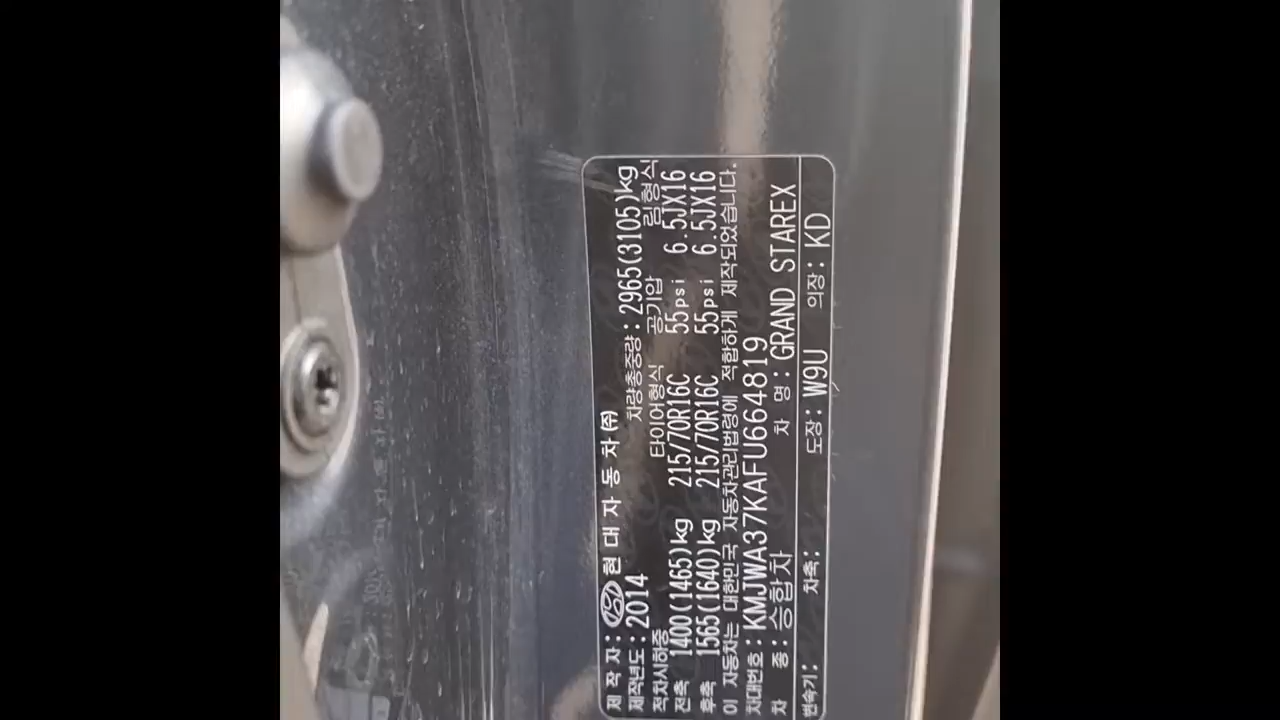 제 작 자: 현 대 자 동 차 ㈜
제작년도: 2014 차량총중량: 2965(3105)kg
적차시하중 타이어형식 공기압 림형식
전축 1400(1465)kg 215/70R16C 55psi 6.5JX16
후축 1565(1640)kg 215/70R16C 55psi 6.5JX16
이 자동차는 대한민국 자동차관리법령에 적합하게 제작되었습니다.
차대번호: KMJWA37KAFU664819
차 종: 승합차 차 명: GRAND STAREX
변속기: 차축: 도장: W9U 의장: KD